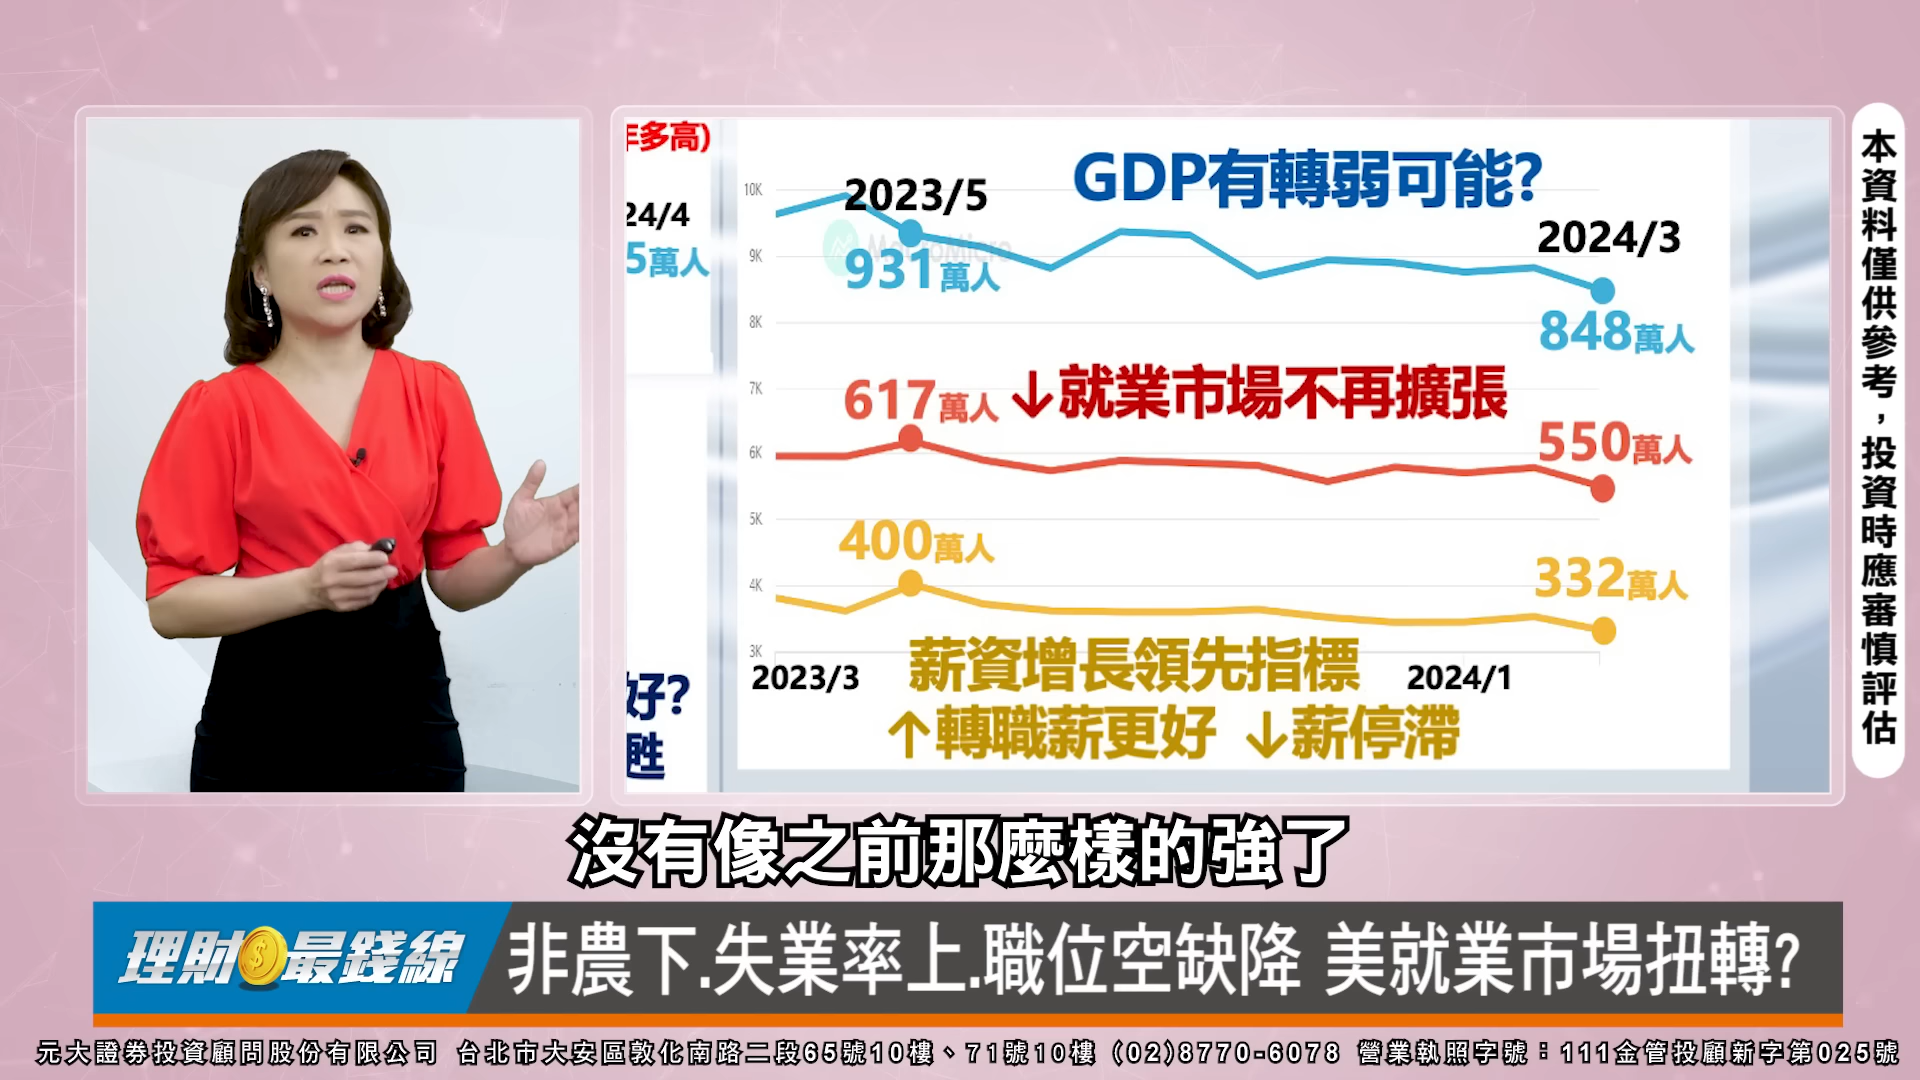 年多高)
24/4
5萬人
好?
甦
GDP有轉弱可能?
10K
9K
8K
7K
6K
5K
4K
3K
2023/5
MacroMicro
931萬人
2024/3
848萬人
617萬人
↓就業市場不再擴張
550萬人
400萬人
332萬人
2023/3
薪資增長領先指標
2024/1
↑轉職薪更好 ↓薪停滯
本資料僅供參考，投資時應審慎評估
沒有像之前那麼樣的強了
理財最錢線
非農下.失業率上.職位空缺降 美就業市場扭轉?
元大證券投資顧問股份有限公司 台北市大安區敦化南路二段65號10樓、71號10樓 (02)8770-6078 營業執照字號：111金管投顧新字第025號